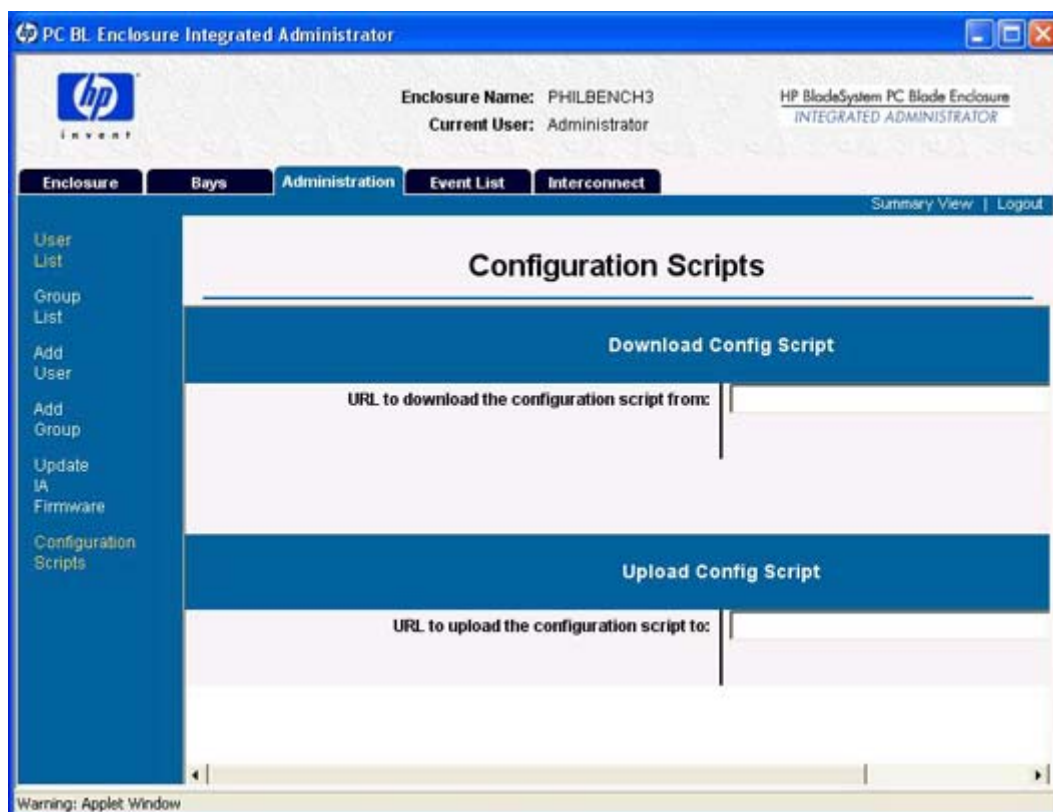 PC BL Enclosure Integrated Administrator
hp
invent
Enclosure Name: PHILBENCH3
Current User: Administrator
HP BladeSystem PC Blade Enclosure
INTEGRATED ADMINISTRATOR
Enclosure
Bays
Administration
Event List
Interconnect
Summary View | Logout
User
List
Group
List
Add
User
Add
Group
Update
IA
Firmware
Configuration
Scripts
Configuration Scripts
Download Config Script
URL to download the configuration script from:
Upload Config Script
URL to upload the configuration script to:
Warning: Applet Window